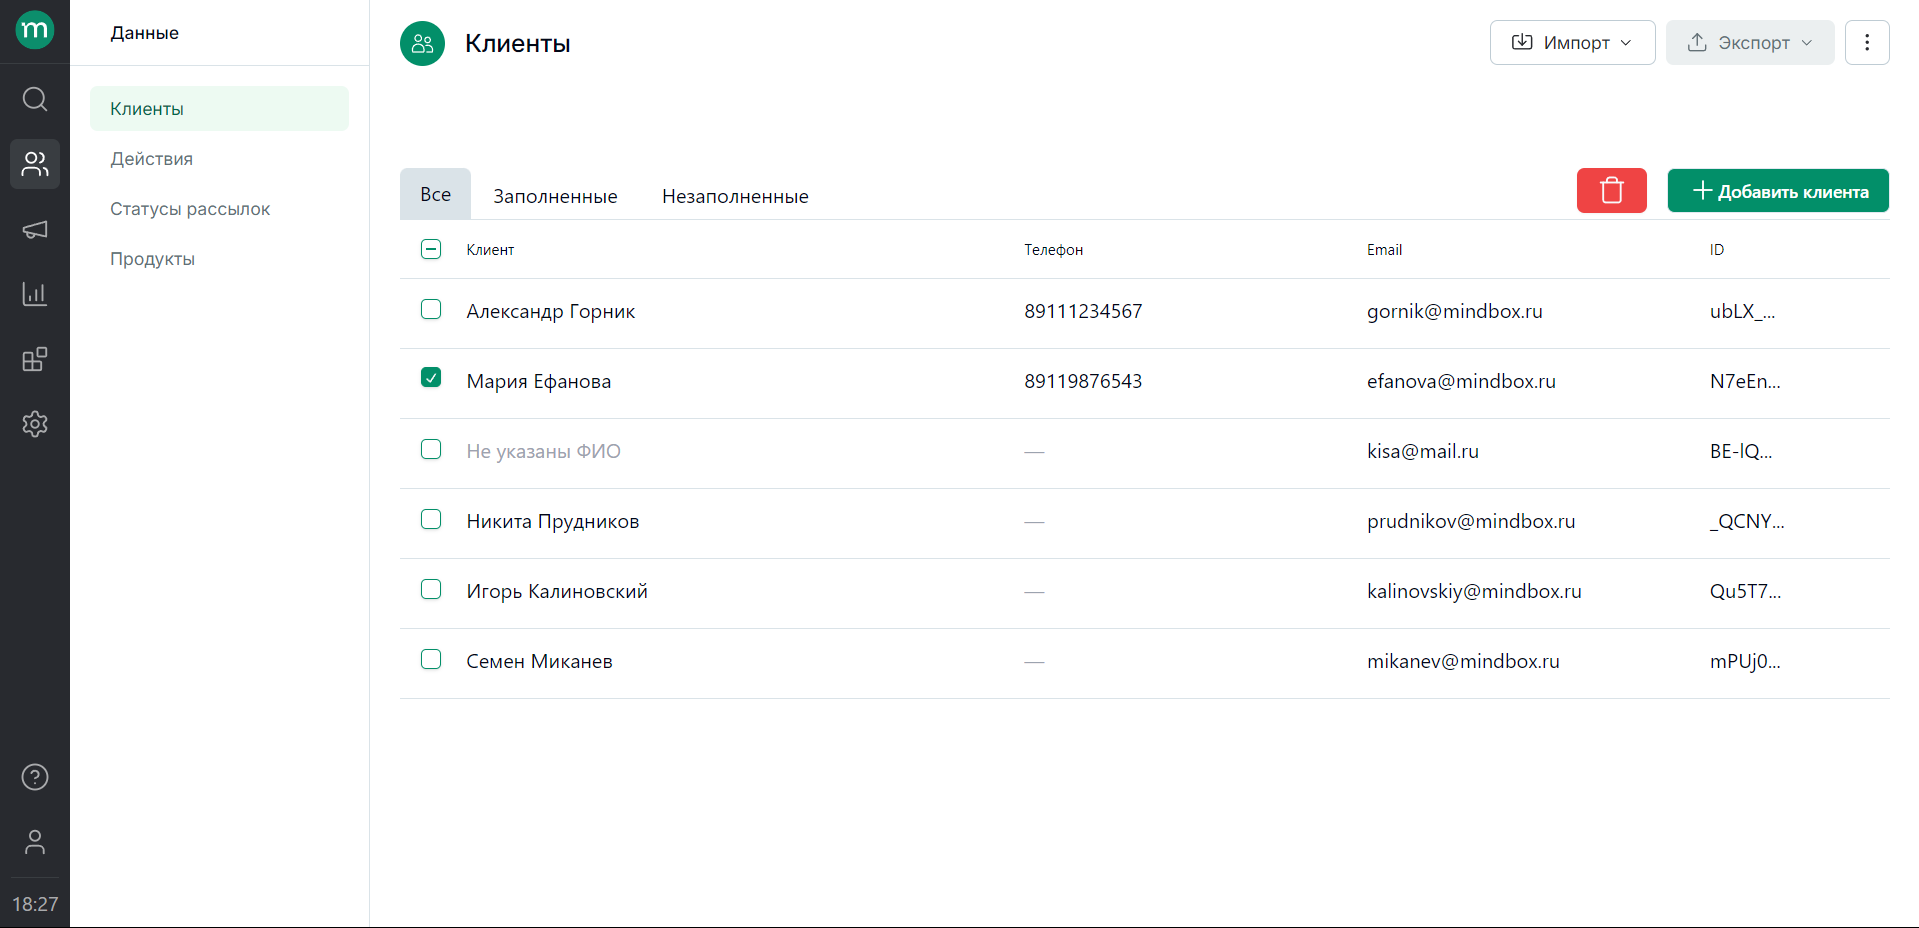 m
Данные
Клиенты
Импорт
Экспорт
Клиенты
Действия
Статусы рассылок
Продукты
Все
Заполненные
Незаполненные
Добавить клиента
Клиент Телефон Email ID
Александр Горник 89111234567 gornik@mindbox.ru ubLX_...
Мария Ефанова 89119876543 efanova@mindbox.ru N7eEn...
Не указаны ФИО — kisa@mail.ru BE-lQ...
Никита Прудников — prudnikov@mindbox.ru _QCNY...
Игорь Калиновский — kalinovskiy@mindbox.ru Qu5T7...
Семен Миканев — mikanev@mindbox.ru mPUj0...
18:27